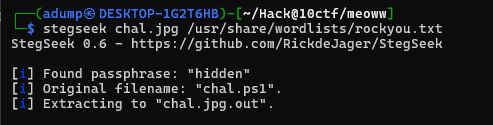 (adump㉿DESKTOP-1G2T6HB)-[~/Hack@10ctf/meoww]
$ stegseek chal.jpg /usr/share/wordlists/rockyou.txt
StegSeek 0.6 - https://github.com/RickdeJager/StegSeek
[i] Found passphrase: "hidden"
[i] Original filename: "chal.ps1".
[i] Extracting to "chal.jpg.out".